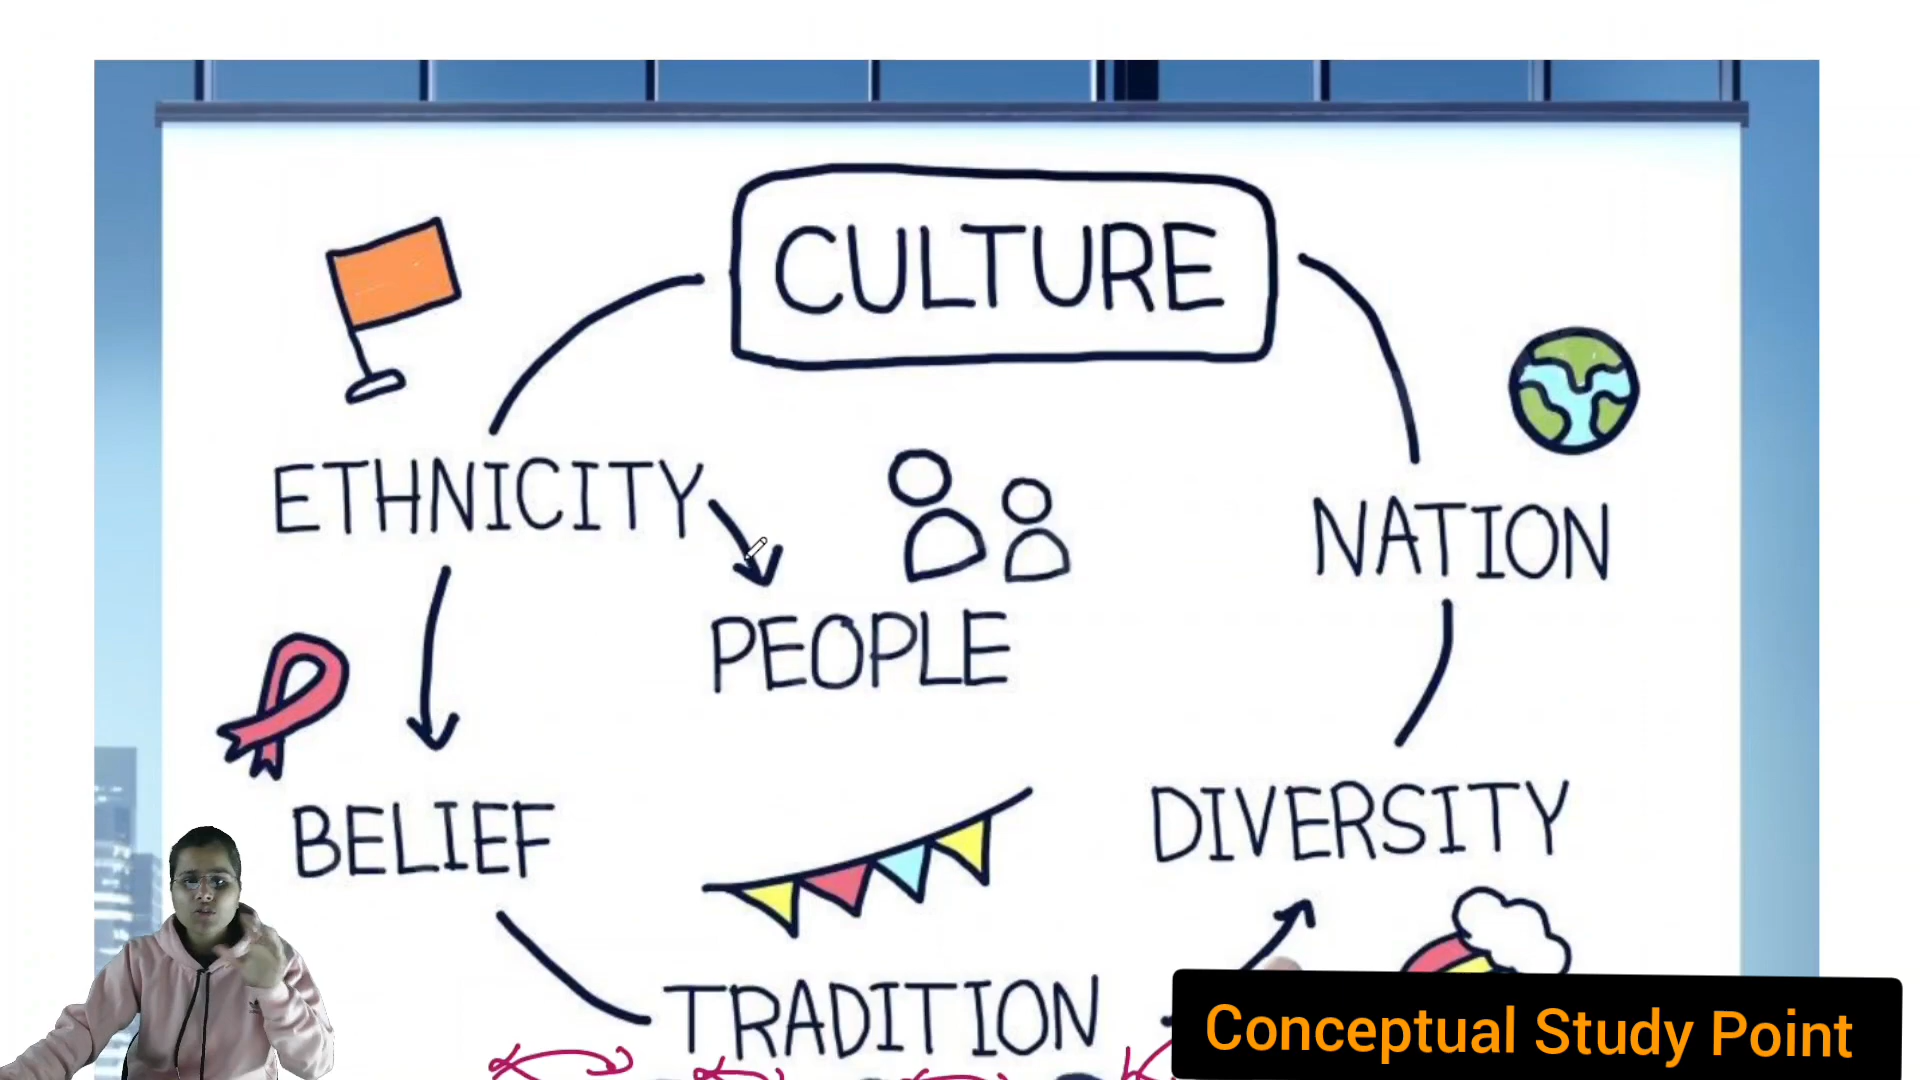 CULTURE
ETHNICITY
NATION
PEOPLE
BELIEF
DIVERSITY
TRADITION
Conceptual Study Point